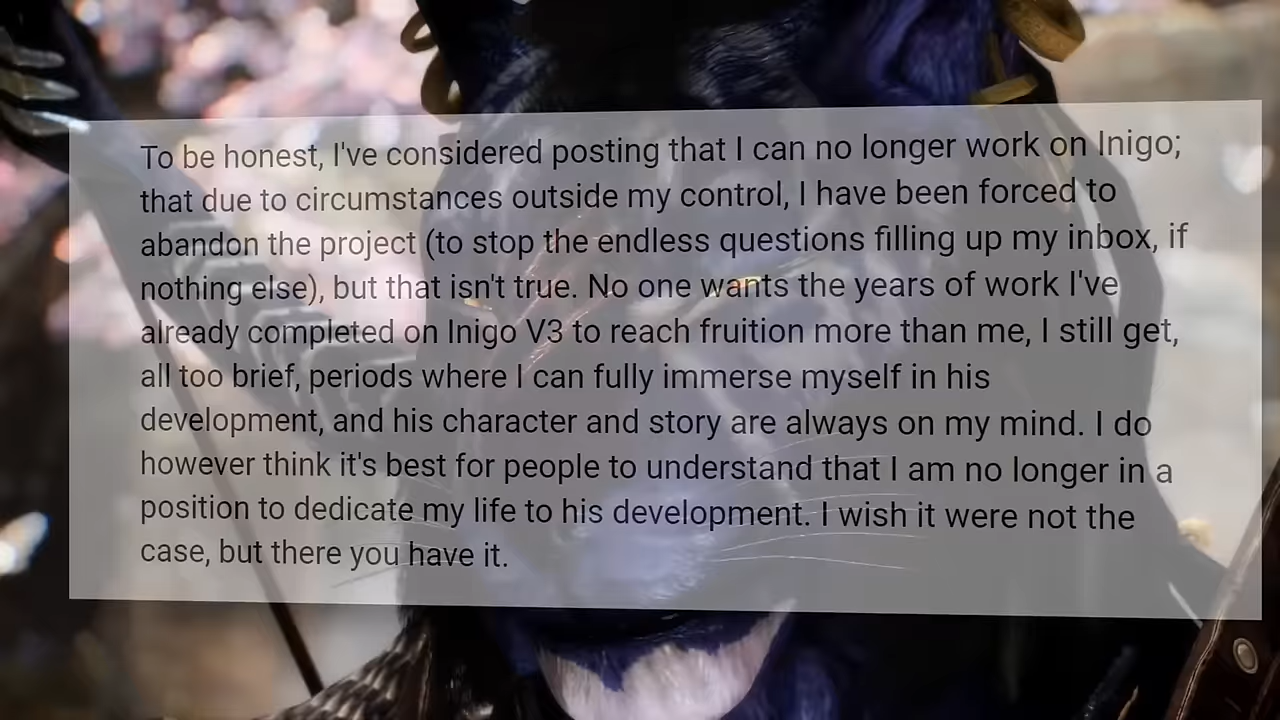 To be honest, I've considered posting that I can no longer work on Inigo;
that due to circumstances outside my control, I have been forced to
abandon the project (to stop the endless questions filling up my inbox, if
nothing else), but that isn't true. No one wants the years of work I've
already completed on Inigo V3 to reach fruition more than me, I still get,
all too brief, periods where I can fully immerse myself in his
development, and his character and story are always on my mind. I do
however think it's best for people to understand that I am no longer in a
position to dedicate my life to his development. I wish it were not the
case, but there you have it.